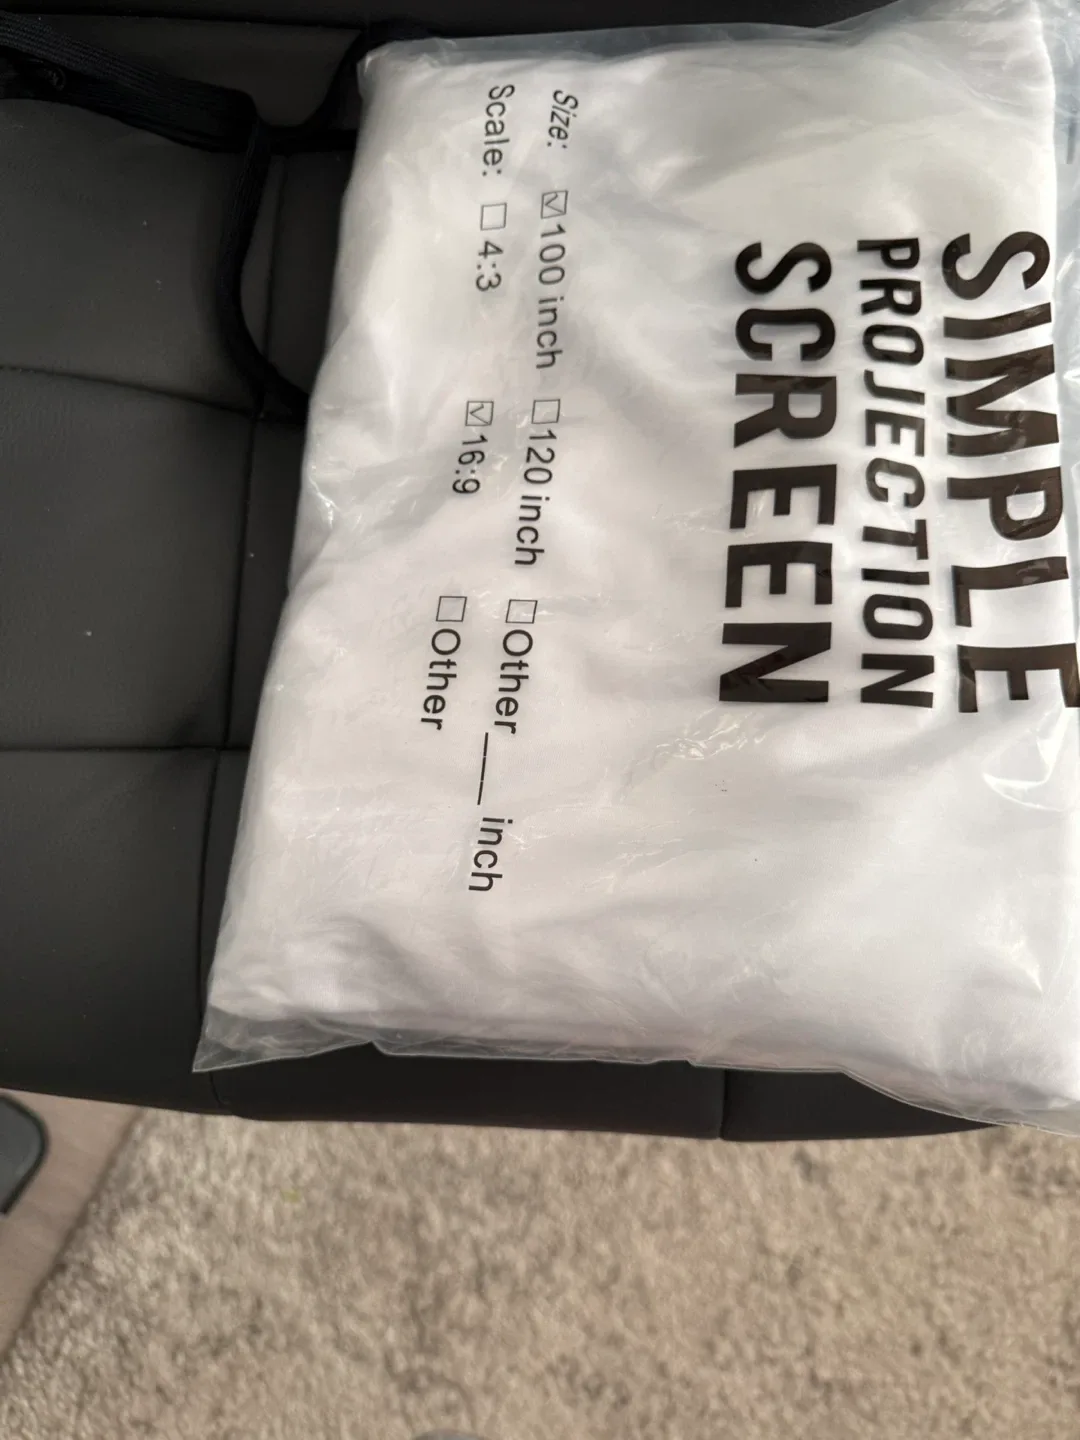 SIMPLE
PROJECTION
SCREEN
Size: ☑100 inch ☐120 inch ☐Other___ inch
Scale: ☐ 4:3 ☑16:9 ☐Other